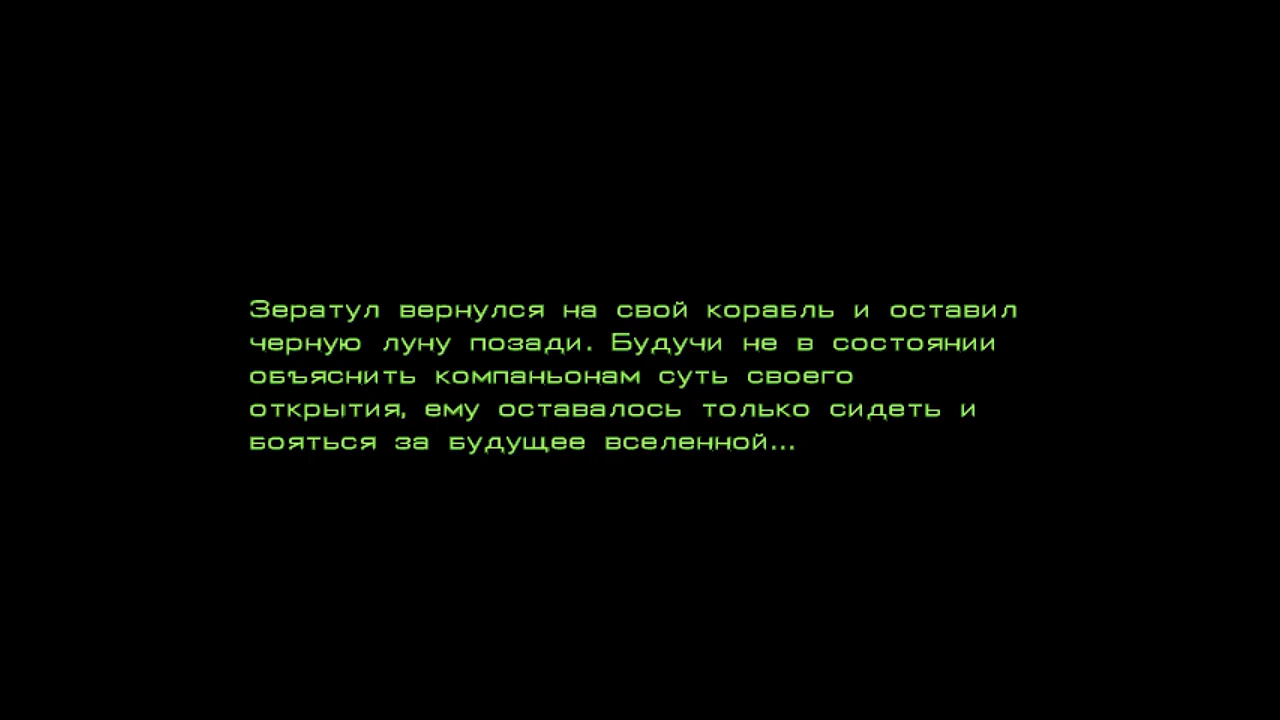 Зератул вернулся на свой корабль и оставил
черную луну позади. Будучи не в состоянии
объяснить компаньонам суть своего
открытия, ему оставалось только сидеть и
бояться за будущее вселенной...